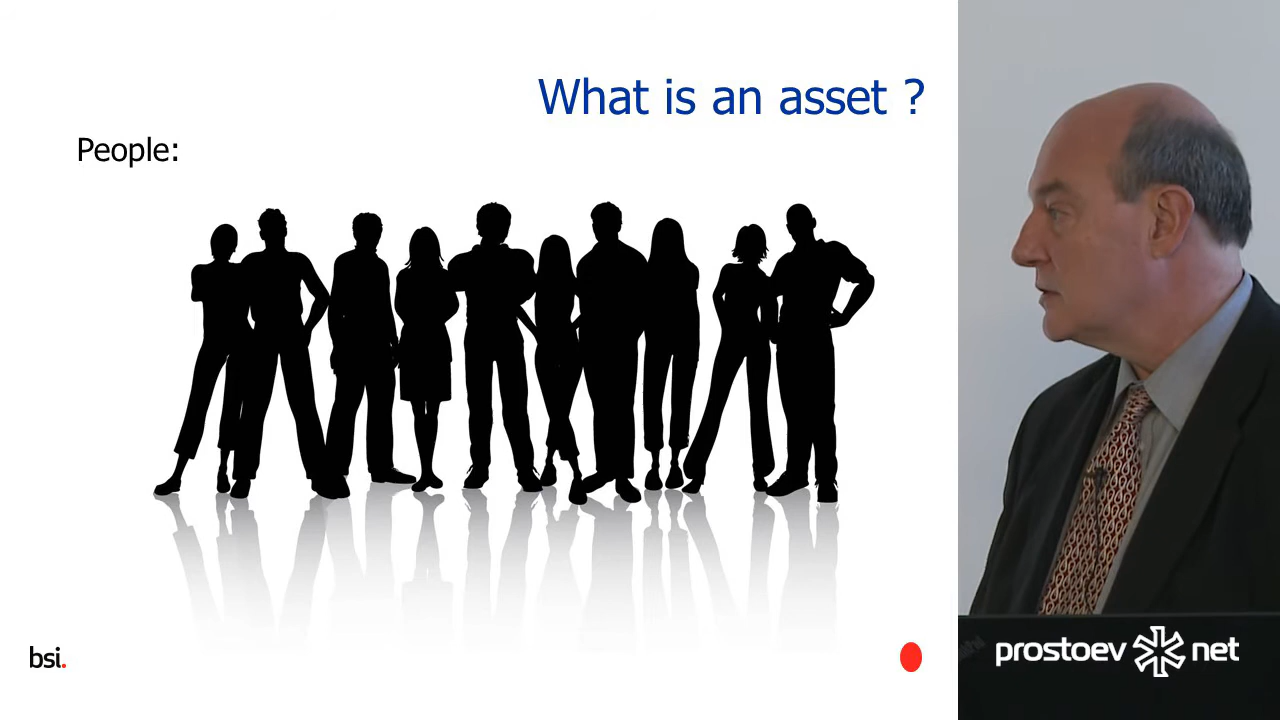 What is an asset ?
People:
bsi.
prostoev net